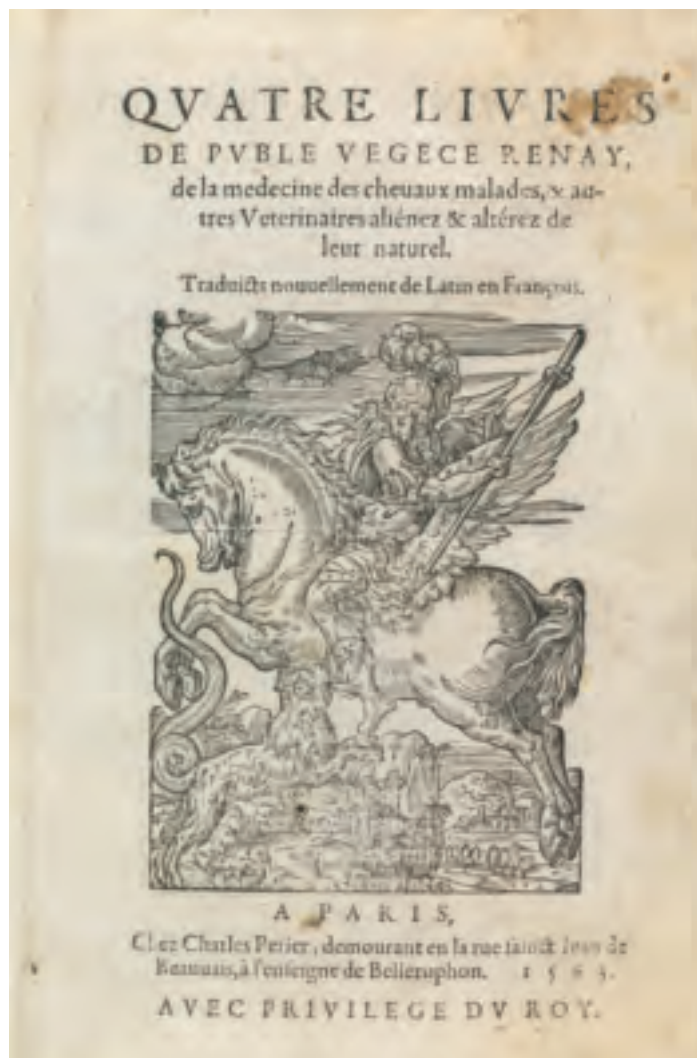 QVATRE LIVRES
DE PVBLE VEGECE RENAY,
de la medecine des cheuaux malades, & au-
tres Veterinaires aliénez & altérez de
leur naturel.
Traduicts nouuellement de Latin en François.
A PARIS,
Chez Charles Perier, demourant en la rue sainct Iean de
Beauuais, à l'enseigne de Bellerophon. 1563.
AVEC PRIVILEGE DV ROY.